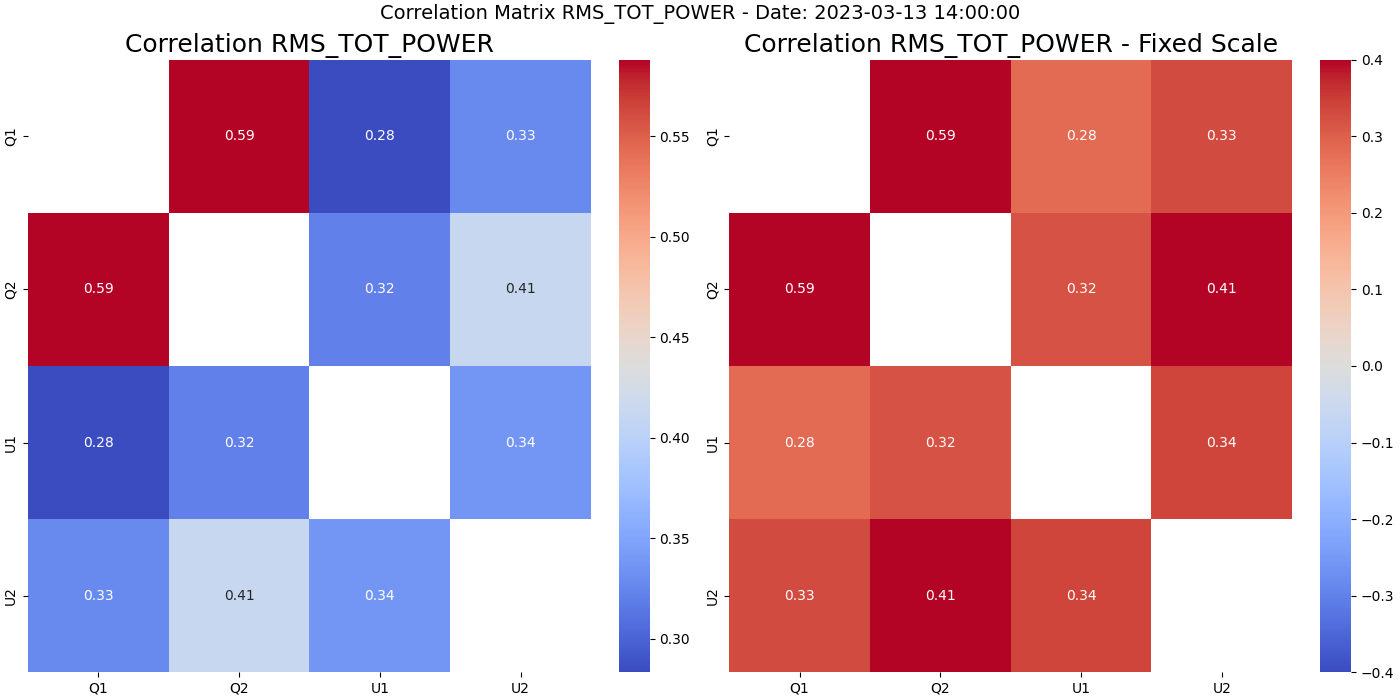 Correlation Matrix RMS_TOT_POWER - Date: 2023-03-13 14:00:00
Correlation RMS_TOT_POWER
Q1
0.59
0.28
0.33
Q2
0.59
0.32
0.41
U1
0.28
0.32
0.34
U2
0.33
0.41
0.34
Q1
Q2
U1
U2
0.55
0.50
0.45
0.40
0.35
0.30
Correlation RMS_TOT_POWER - Fixed Scale
Q1
0.59
0.28
0.33
Q2
0.59
0.32
0.41
U1
0.28
0.32
0.34
U2
0.33
0.41
0.34
Q1
Q2
U1
U2
0.4
0.3
0.2
0.1
0.0
−0.1
−0.2
−0.3
−0.4